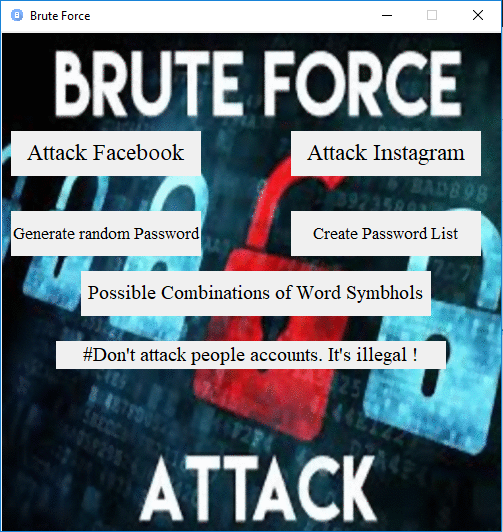 Brute Force
BRUTE FORCE
Attack Facebook
Attack Instagram
Generate random Password
Create Password List
Possible Combinations of Word Symbhols
#Don't attack people accounts. It's illegal !
ATTACK